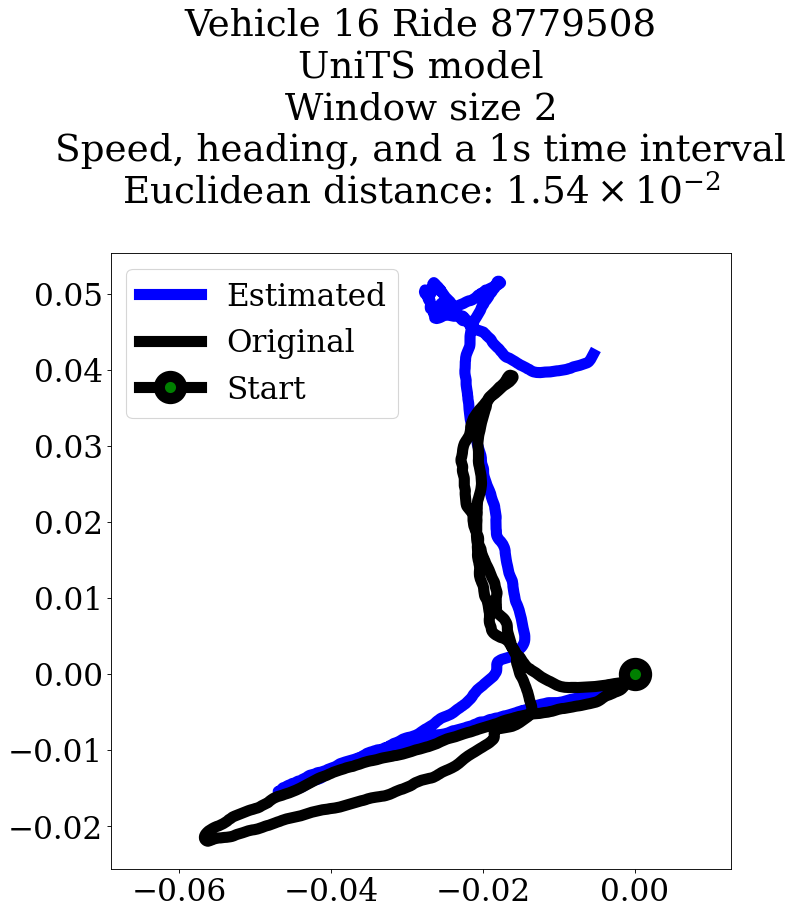 Vehicle 16 Ride 8779508
UniTS model
Window size 2
Speed, heading, and a 1s time interval
Euclidean distance: 1.54 × 10⁻²
Estimated
Original
Start
0.05
0.04
0.03
0.02
0.01
0.00
−0.01
−0.02
−0.06 −0.04 −0.02 0.00